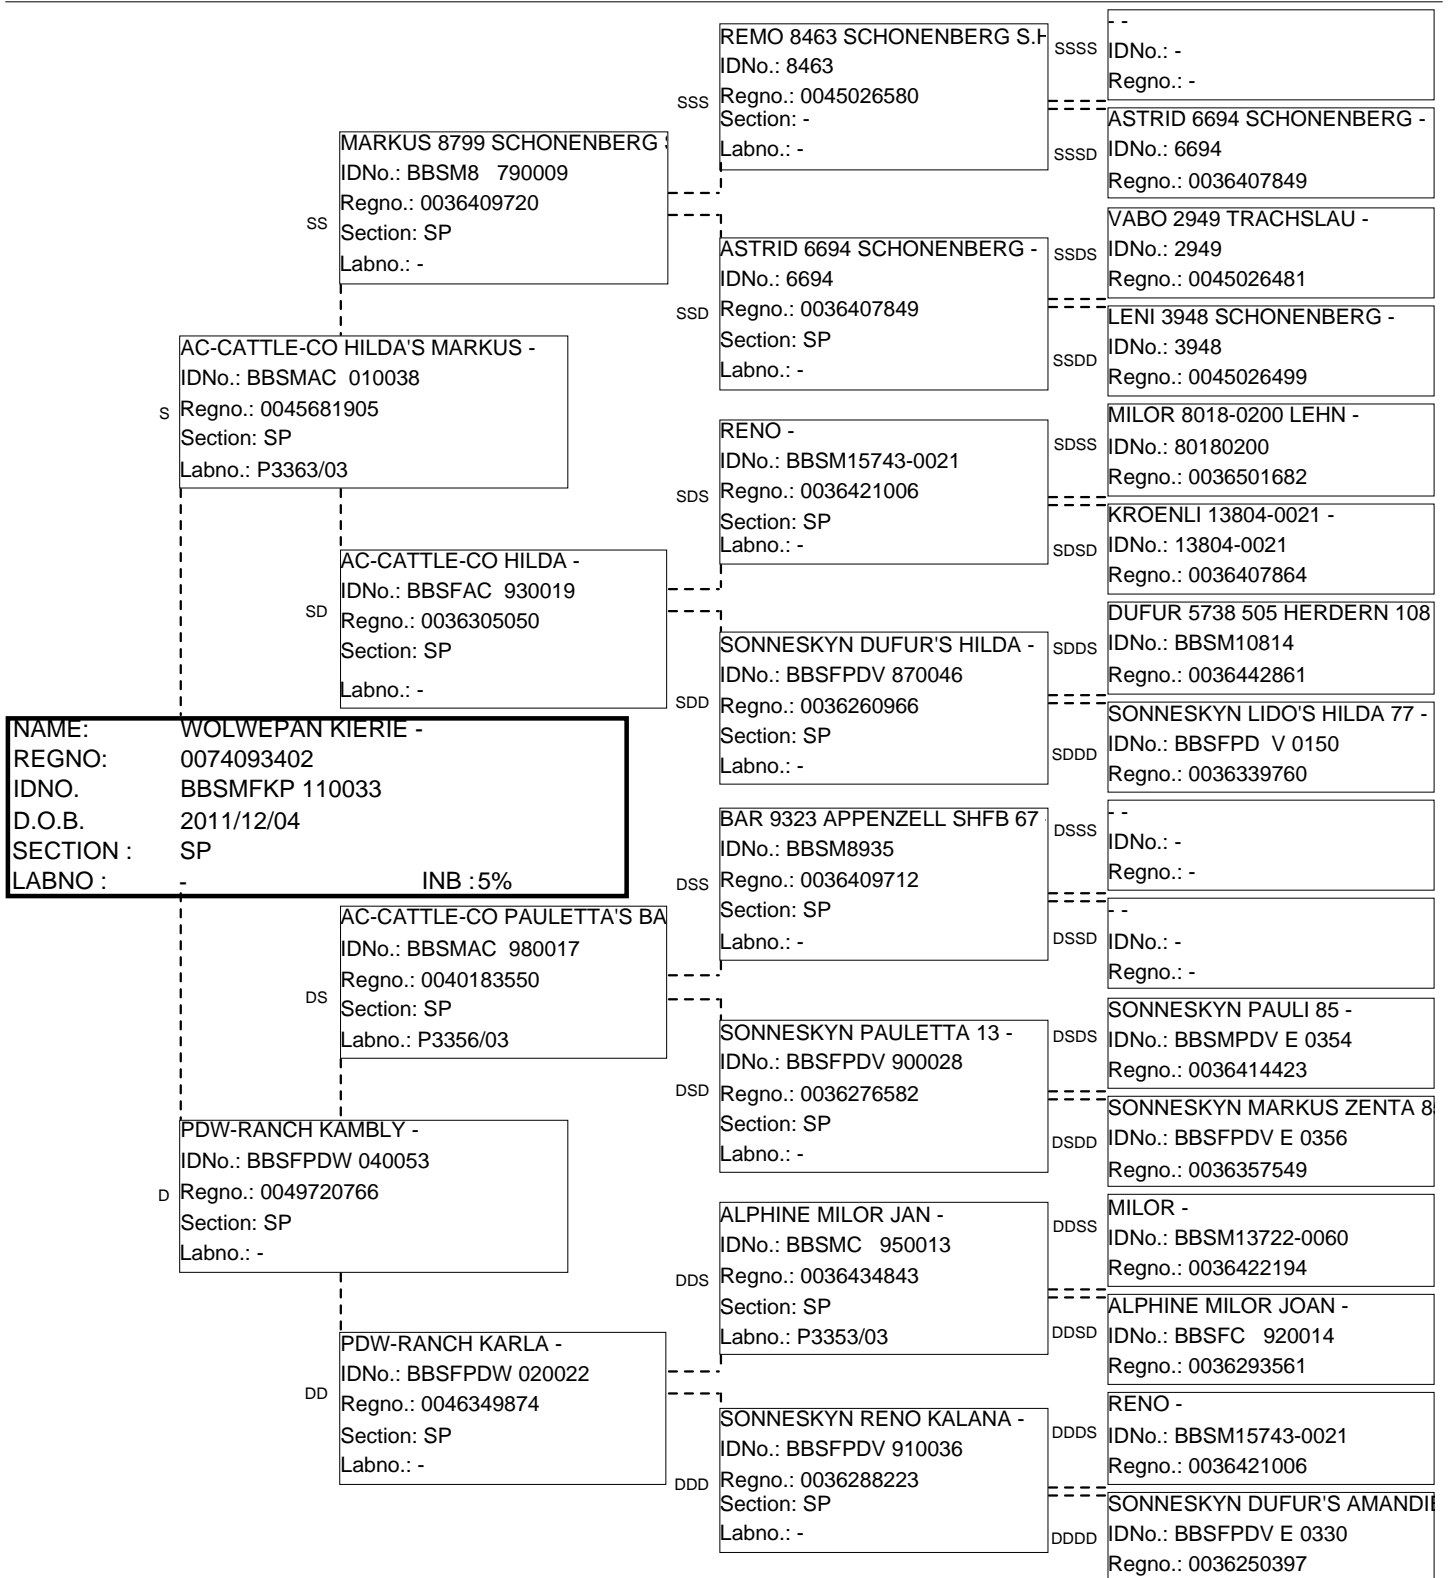 REMO 8463 SCHONENBERG S.H
IDNo.: 8463
SSS Regno.: 0045026580
Section: -
Labno.: -
SSSS
- -
IDNo.: -
Regno.: -
ASTRID 6694 SCHONENBERG -
SSSD IDNo.: 6694
Regno.: 0036407849
MARKUS 8799 SCHONENBERG S
IDNo.: BBSM8 790009
Regno.: 0036409720
SS Section: SP
Labno.: -
ASTRID 6694 SCHONENBERG -
IDNo.: 6694
SSD Regno.: 0036407849
Section: SP
Labno.: -
VABO 2949 TRACHSLAU -
SSDS IDNo.: 2949
Regno.: 0045026481
LENI 3948 SCHONENBERG -
SSDD IDNo.: 3948
Regno.: 0045026499
AC-CATTLE-CO HILDA'S MARKUS -
IDNo.: BBSMAC 010038
S Regno.: 0045681905
Section: SP
Labno.: P3363/03
RENO -
IDNo.: BBSM15743-0021
SDS Regno.: 0036421006
Section: SP
Labno.: -
MILOR 8018-0200 LEHN -
SDSS IDNo.: 80180200
Regno.: 0036501682
KROENLI 13804-0021 -
SDSD IDNo.: 13804-0021
Regno.: 0036407864
AC-CATTLE-CO HILDA -
IDNo.: BBSFAC 930019
SD Regno.: 0036305050
Section: SP
Labno.: -
SONNESKYN DUFUR'S HILDA -
IDNo.: BBSFPDV 870046
SDD Regno.: 0036260966
Section: SP
Labno.: -
DUFUR 5738 505 HERDERN 108
SDDS IDNo.: BBSM10814
Regno.: 0036442861
SONNESKYN LIDO'S HILDA 77 -
SDDD IDNo.: BBSFPD V 0150
Regno.: 0036339760
NAME: WOLWEPAN KIERIE -
REGNO: 0074093402
IDNO. BBSMFKP 110033
D.O.B. 2011/12/04
SECTION : SP
LABNO : - INB : 5%
BAR 9323 APPENZELL SHFB 67
IDNo.: BBSM8935
DSS Regno.: 0036409712
Section: SP
Labno.: -
DSSS
- -
IDNo.: -
Regno.: -
- -
DSSD IDNo.: -
Regno.: -
AC-CATTLE-CO PAULETTA'S BA
IDNo.: BBSMAC 980017
Regno.: 0040183550
DS Section: SP
Labno.: P3356/03
SONNESKYN PAULETTA 13 -
IDNo.: BBSFPDV 900028
DSD Regno.: 0036276582
Section: SP
Labno.: -
SONNESKYN PAULI 85 -
DSDS IDNo.: BBSMPDV E 0354
Regno.: 0036414423
SONNESKYN MARKUS ZENTA 8
DSDD IDNo.: BBSFPDV E 0356
Regno.: 0036357549
PDW-RANCH KAMBLY -
IDNo.: BBSFPDW 040053
D Regno.: 0049720766
Section: SP
Labno.: -
ALPHINE MILOR JAN -
IDNo.: BBSMC 950013
DDS Regno.: 0036434843
Section: SP
Labno.: P3353/03
MILOR -
DDSS IDNo.: BBSM13722-0060
Regno.: 0036422194
ALPHINE MILOR JOAN -
DDSD IDNo.: BBSFC 920014
Regno.: 0036293561
PDW-RANCH KARLA -
IDNo.: BBSFPDW 020022
DD Regno.: 0046349874
Section: SP
Labno.: -
SONNESKYN RENO KALANA -
IDNo.: BBSFPDV 910036
DDD Regno.: 0036288223
Section: SP
Labno.: -
RENO -
DDDS IDNo.: BBSM15743-0021
Regno.: 0036421006
SONNESKYN DUFUR'S AMANDIE
DDDD IDNo.: BBSFPDV E 0330
Regno.: 0036250397